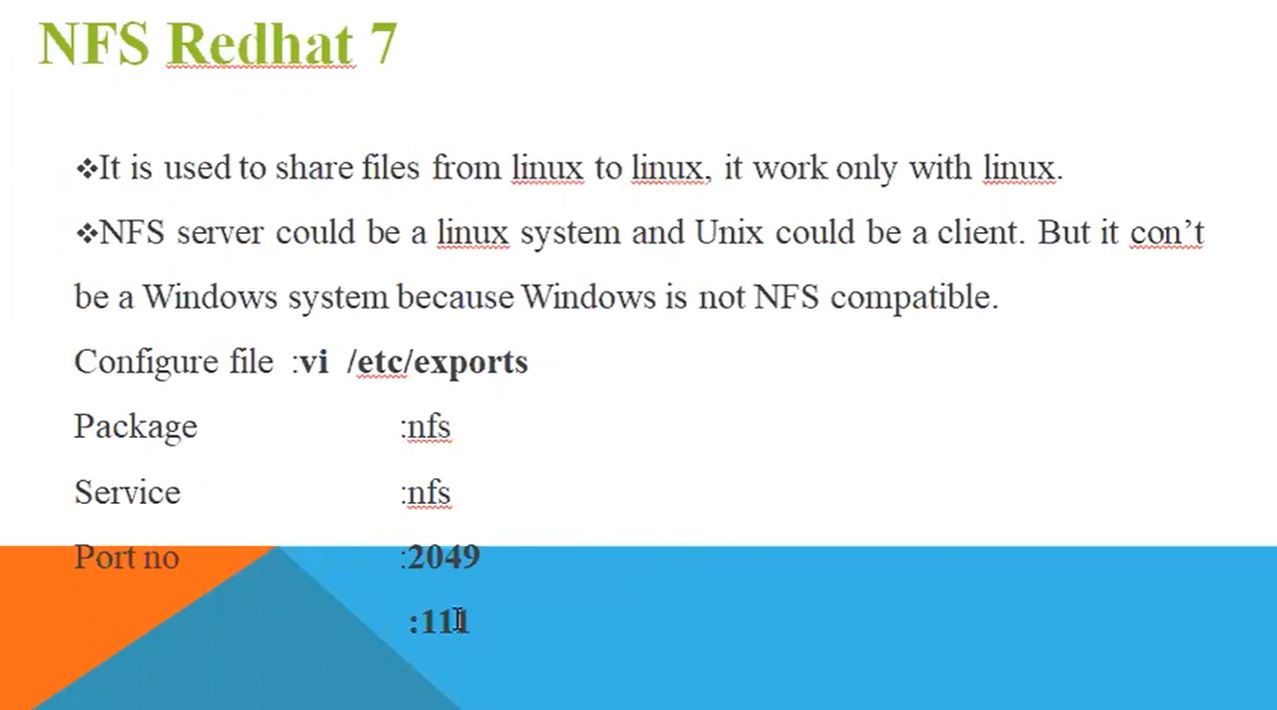 NFS Redhat 7
❖It is used to share files from linux to linux, it work only with linux.
❖NFS server could be a linux system and Unix could be a client. But it con’t
be a Windows system because Windows is not NFS compatible.
Configure file :vi /etc/exports
Package :nfs
Service :nfs
Port no :2049
:111